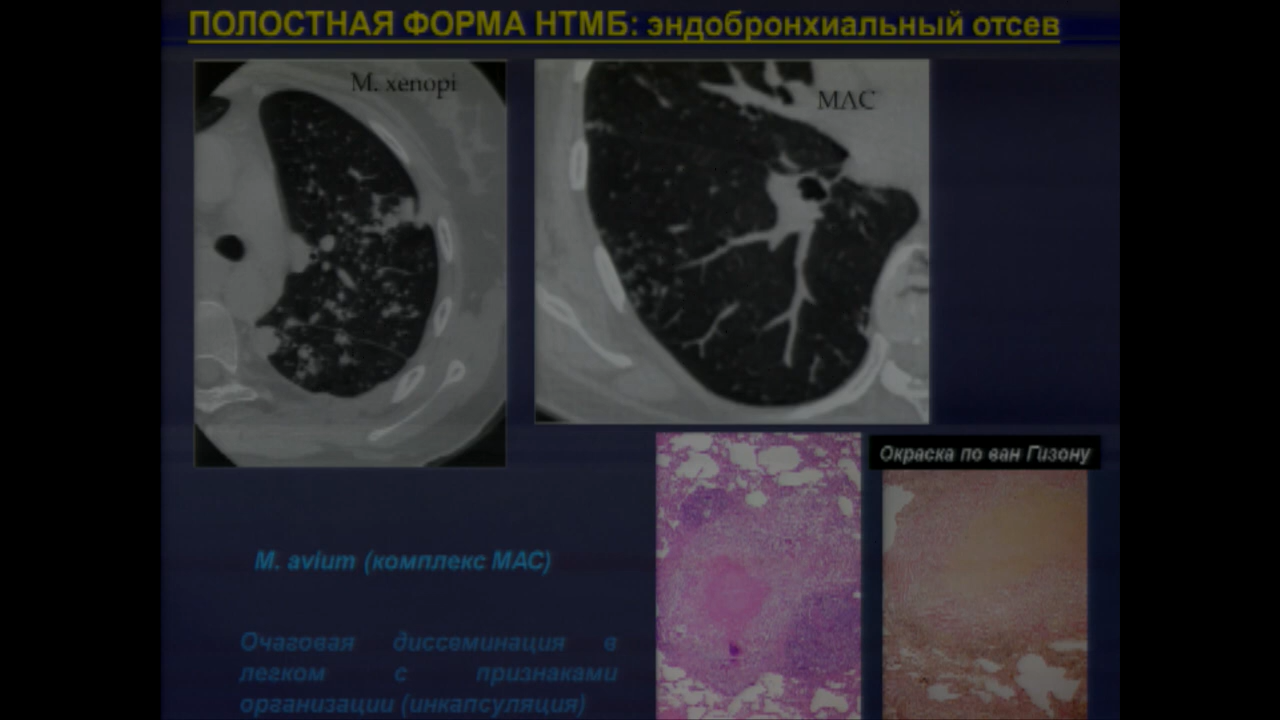 ПОЛОСТНАЯ ФОРМА НТМБ: эндобронхиальный отсев
M. xenopi
MAC
Окраска по ван Гизону
M. avium (комплекс МАС)
Очаговая диссеминация в
легком с признаками
организации (инкапсуляция)